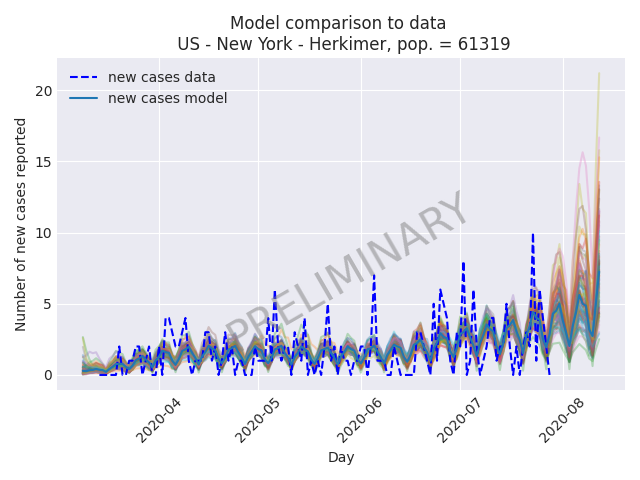 Model comparison to data
US - New York - Herkimer, pop. = 61319
new cases data
new cases model
Number of new cases reported
20
15
10
5
0
PRELIMINARY
2020-04
2020-05
2020-06
2020-07
2020-08
Day